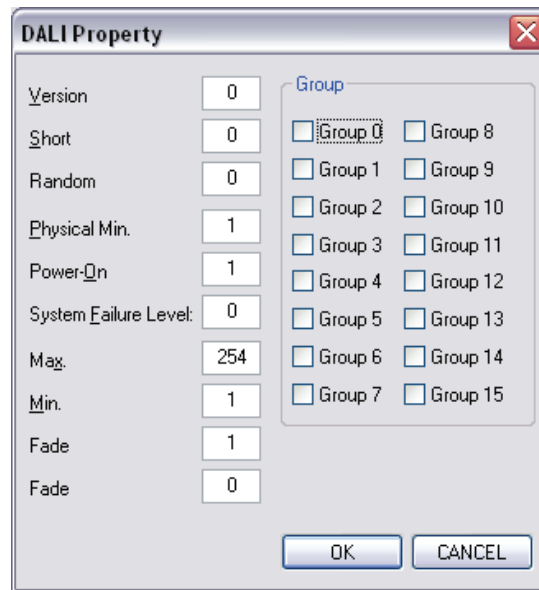 DALI Property
Version 0
Short 0
Random 0
Physical Min. 1
Power-On 1
System Failure Level: 0
Max. 254
Min. 1
Fade 1
Fade 0
Group
Group 0 Group 8
Group 1 Group 9
Group 2 Group 10
Group 3 Group 11
Group 4 Group 12
Group 5 Group 13
Group 6 Group 14
Group 7 Group 15
OK CANCEL